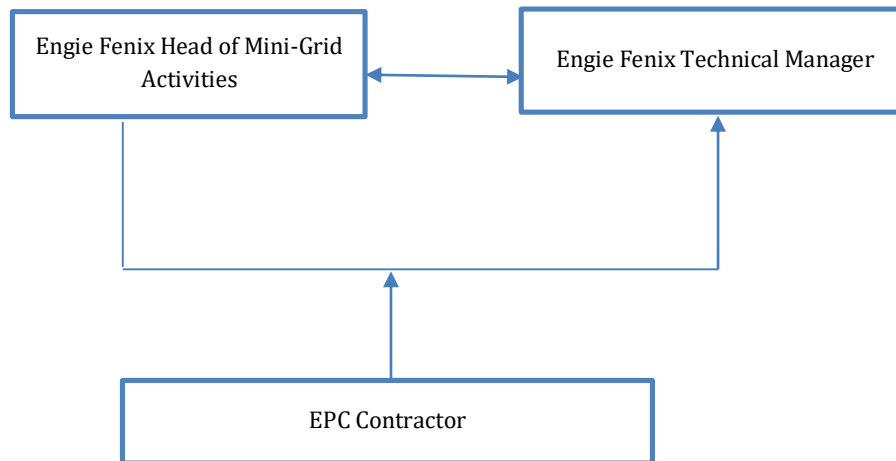 Engie Fenix Head of Mini-Grid
Activities
Engie Fenix Technical Manager
EPC Contractor